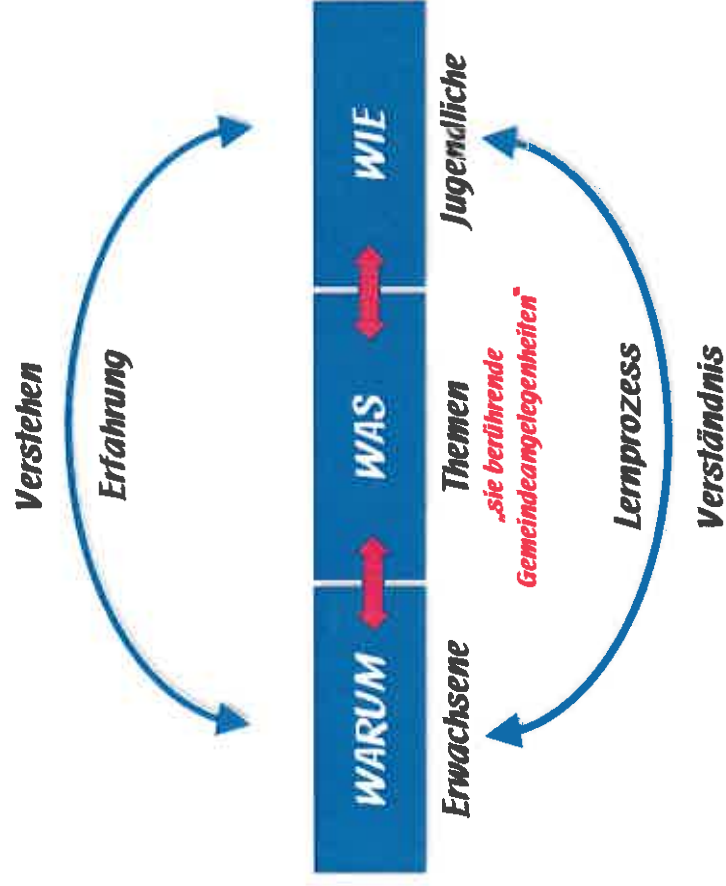 Verstehen
Erfahrung
WARUM
WAS
WIE
Erwachsene
Themen
Jugendliche
„sie berührende
Gemeindeangelegenheiten“
Lernprozess
Verständnis